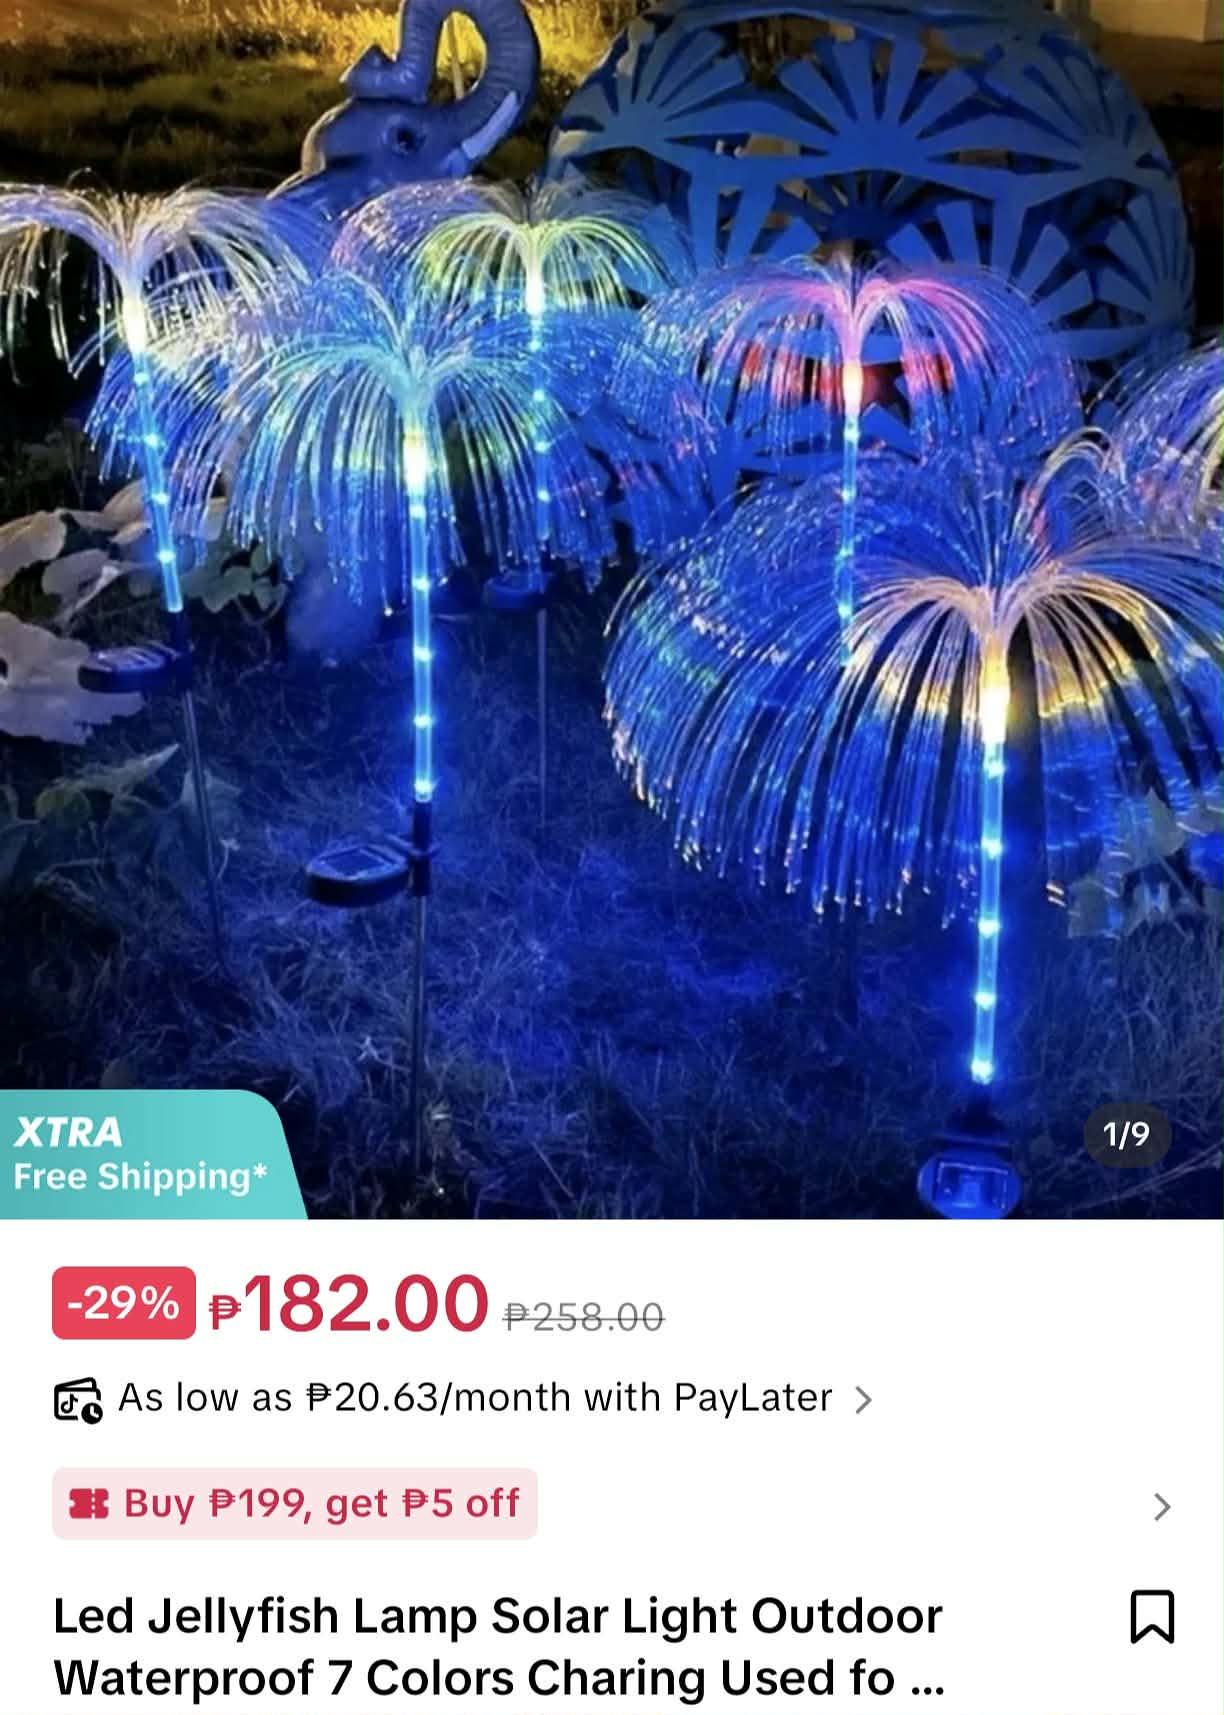 XTRA
Free Shipping*
1/9
-29% ₱182.00 ₱258.00
As low as ₱20.63/month with PayLater
Buy ₱199, get ₱5 off
Led Jellyfish Lamp Solar Light Outdoor
Waterproof 7 Colors Charing Used fo ...